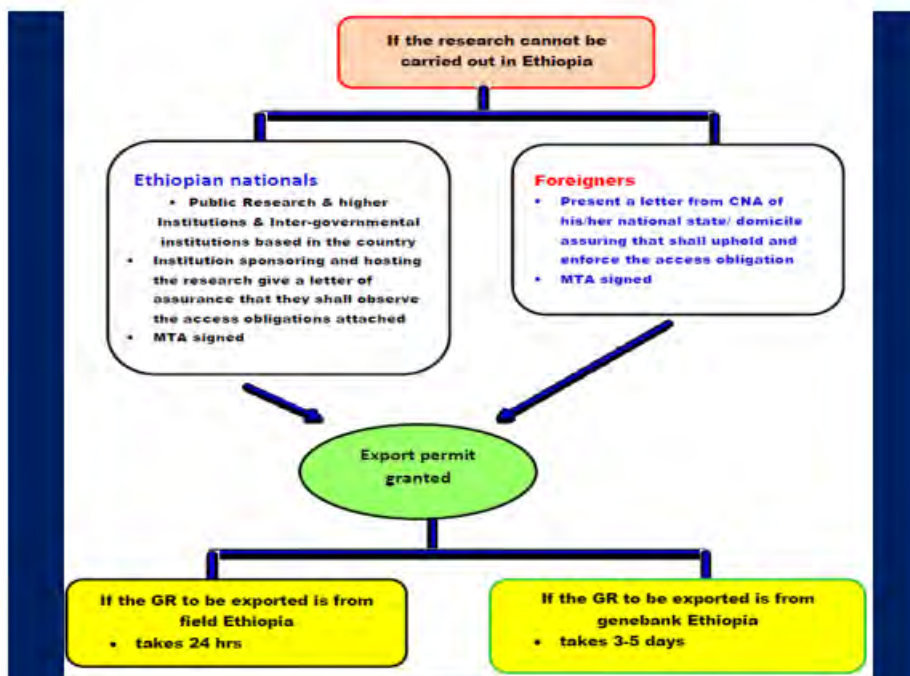 If the research cannot be
carried out in Ethiopia
Ethiopian nationals
• Public Research & higher
Institutions & Inter-governmental
institutions based in the country
• Institution sponsoring and hosting
the research give a letter of
assurance that they shall observe
the access obligations attached
• MTA signed
Foreigners
• Present a letter from CNA of
his/her national state/ domicile
assuring that shall uphold and
enforce the access obligation
• MTA signed
Export permit
granted
If the GR to be exported is from
field Ethiopia
• takes 24 hrs
If the GR to be exported is from
genebank Ethiopia
• takes 3-5 days